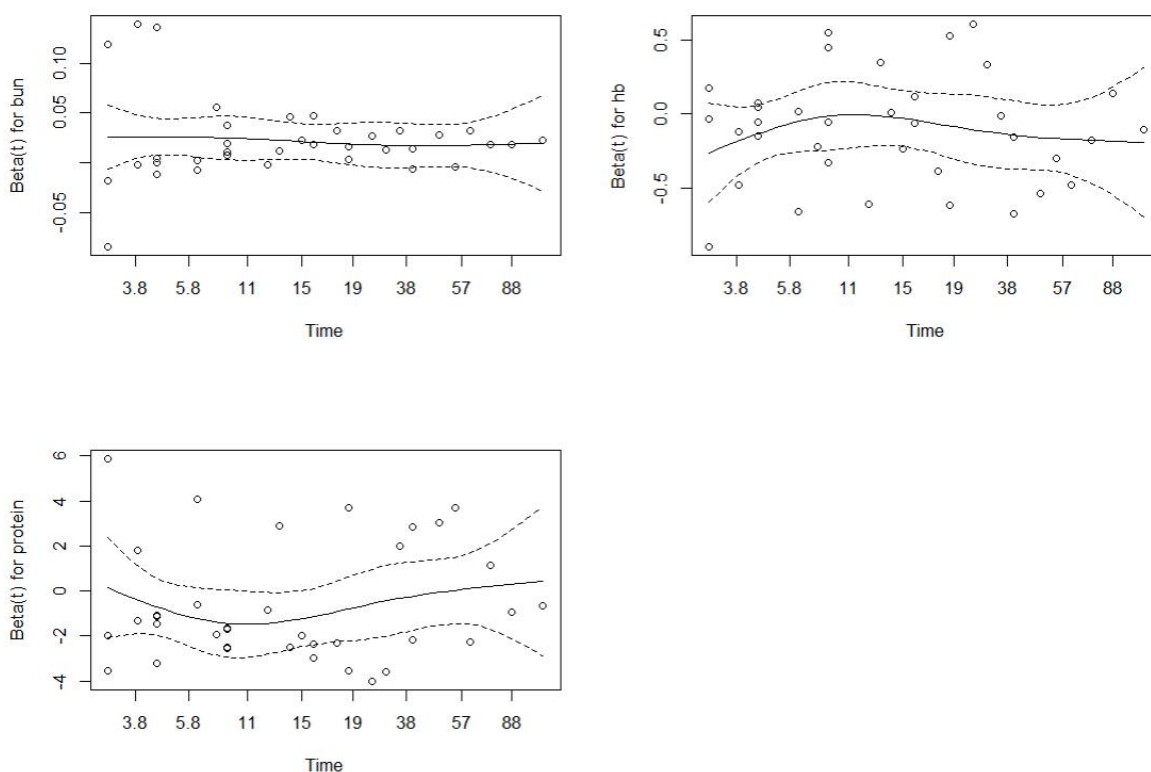 Beta(t) for bun
0.10
0.05
-0.05
3.8 5.8 11 15 19 38 57 88
Time
Beta(t) for hb
0.5
0.0
-0.5
3.8 5.8 11 15 19 38 57 88
Time
Beta(t) for protein
6
4
2
0
-2
-4
3.8 5.8 11 15 19 38 57 88
Time